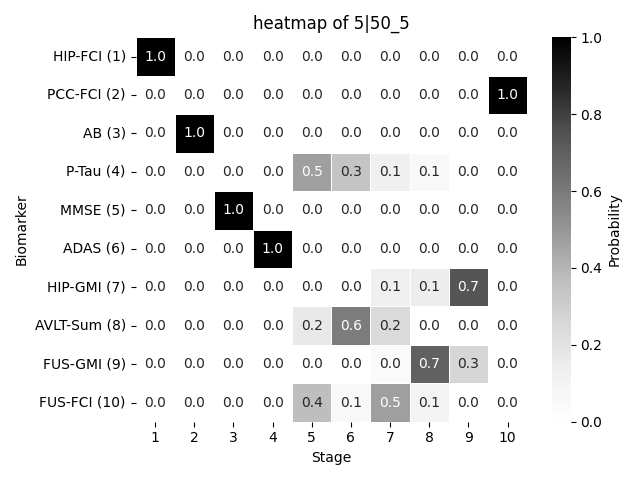 heatmap of 5|50_5
HIP-FCI (1) 1.0 0.0 0.0 0.0 0.0 0.0 0.0 0.0 0.0 0.0
PCC-FCI (2) 0.0 0.0 0.0 0.0 0.0 0.0 0.0 0.0 0.0 1.0
AB (3) 0.0 1.0 0.0 0.0 0.0 0.0 0.0 0.0 0.0 0.0
P-Tau (4) 0.0 0.0 0.0 0.0 0.5 0.3 0.1 0.1 0.0 0.0
MMSE (5) 0.0 0.0 1.0 0.0 0.0 0.0 0.0 0.0 0.0 0.0
ADAS (6) 0.0 0.0 0.0 1.0 0.0 0.0 0.0 0.0 0.0 0.0
HIP-GMI (7) 0.0 0.0 0.0 0.0 0.0 0.0 0.1 0.1 0.7 0.0
AVLT-Sum (8) 0.0 0.0 0.0 0.0 0.2 0.6 0.2 0.0 0.0 0.0
FUS-GMI (9) 0.0 0.0 0.0 0.0 0.0 0.0 0.0 0.7 0.3 0.0
FUS-FCI (10) 0.0 0.0 0.0 0.0 0.4 0.1 0.5 0.1 0.0 0.0
1 2 3 4 5 6 7 8 9 10
Stage
Biomarker
1.0
0.8
0.6
0.4
0.2
0.0
Probability